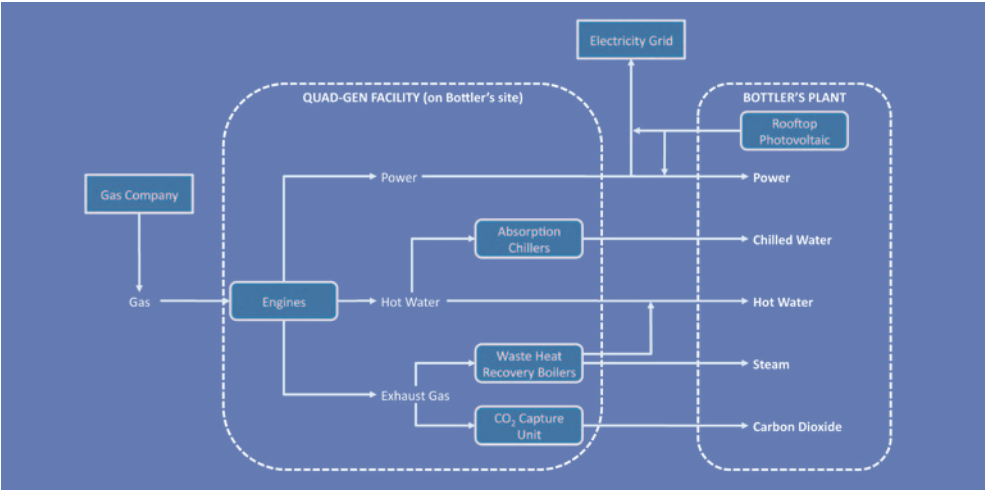 Electricity Grid
QUAD-GEN FACILITY (on Bottler's site)
BOTTLER'S PLANT
Rooftop
Photovoltaic
Gas Company
Power
Power
Absorption
Chillers
Chilled Water
Gas
Engines
Hot Water
Hot Water
Waste Heat
Recovery Boilers
Steam
Exhaust Gas
CO₂ Capture
Unit
Carbon Dioxide